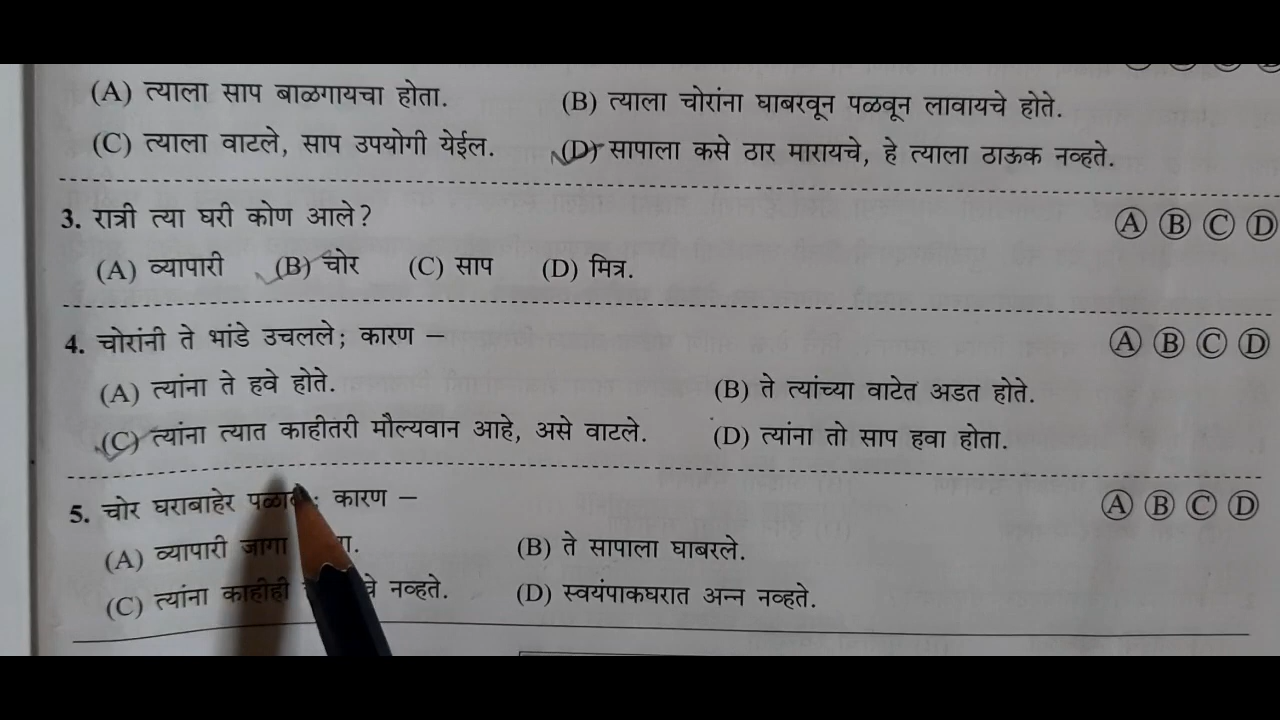 (A) त्याला साप बाळगायचा होता. (B) त्याला चोरांना घाबरवून पळवून लावायचे होते.
(C) त्याला वाटले, साप उपयोगी येईल. (D) सापाला कसे ठार मारायचे, हे त्याला ठाऊक नव्हते.
3. रात्री त्या घरी कोण आले? A B C D
(A) व्यापारी (B) चोर (C) साप (D) मित्र.
4. चोरांनी ते भांडे उचलले; कारण – A B C D
(A) त्यांना ते हवे होते. (B) ते त्यांच्या वाटेत अडत होते.
(C) त्यांना त्यात काहीतरी मौल्यवान आहे, असे वाटले. (D) त्यांना तो साप हवा होता.
5. चोर घराबाहेर कारण – A B C D
(A) व्यापारी जागा (B) ते सापाला घाबरले.
(C) त्यांना काहीही नव्हते. (D) स्वयंपाकघरात अन्न नव्हते.